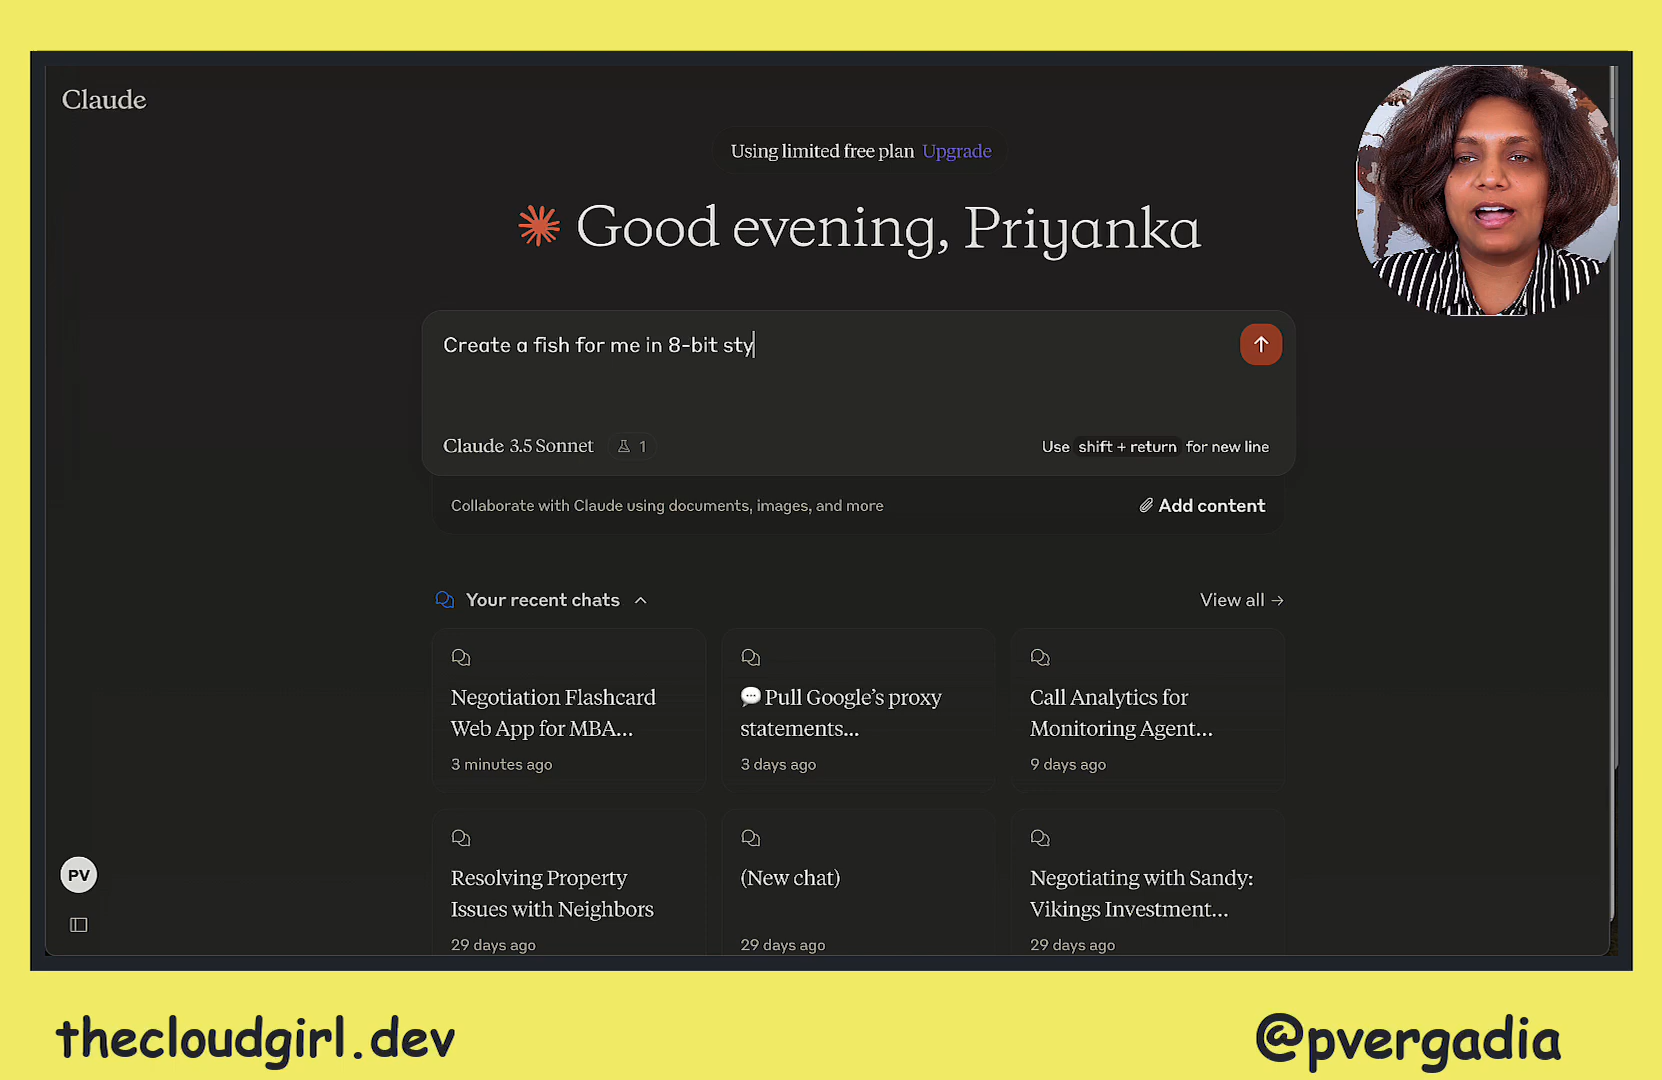 Claude
Using limited free plan Upgrade
Good evening, Priyanka
Create a fish for me in 8-bit sty
Claude 3.5 Sonnet 1
Use shift + return for new line
Collaborate with Claude using documents, images, and more
Add content
Your recent chats
View all →
Negotiation Flashcard
Web App for MBA...
3 minutes ago
Pull Google's proxy
statements...
3 days ago
Call Analytics for
Monitoring Agent...
9 days ago
Resolving Property
Issues with Neighbors
29 days ago
(New chat)
29 days ago
Negotiating with Sandy:
Vikings Investment...
29 days ago
PV
thecloudgirl.dev
@pvergadia